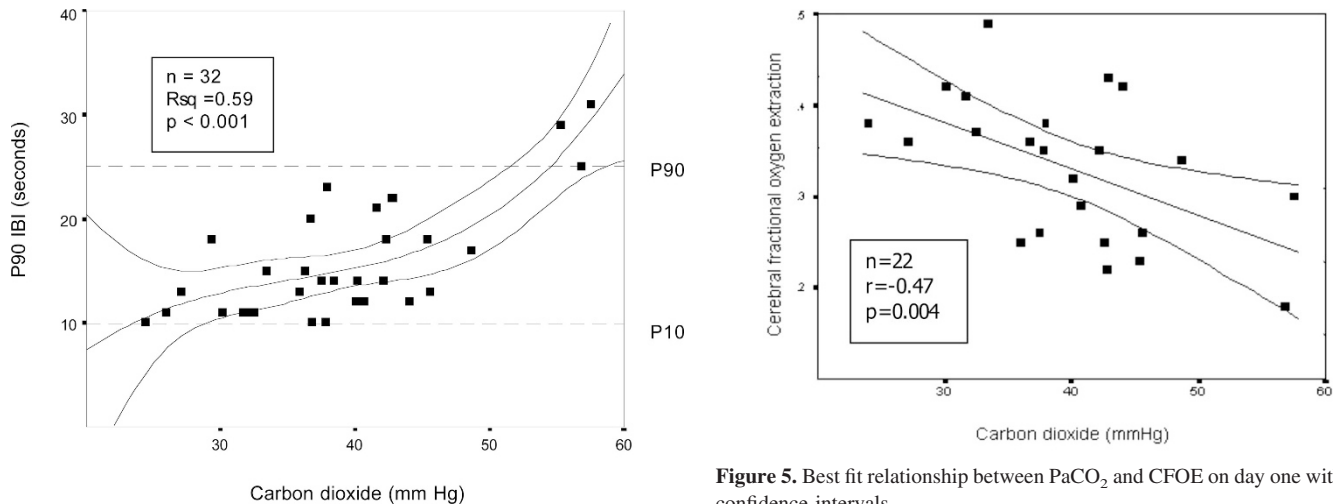 40
30
20
10
P90 IBI (seconds)
n = 32
Rsq =0.59
p < 0.001
P90
P10
30
40
50
60
Carbon dioxide (mm Hg)
.5
.4
.3
.2
Cerebral fractional oxygen extraction
n=22
r=-0.47
p=0.004
30
40
50
60
Carbon dioxide (mmHg)
Figure 5. Best fit relationship between PaCO₂ and CFOE on day one wit
confidence intervals